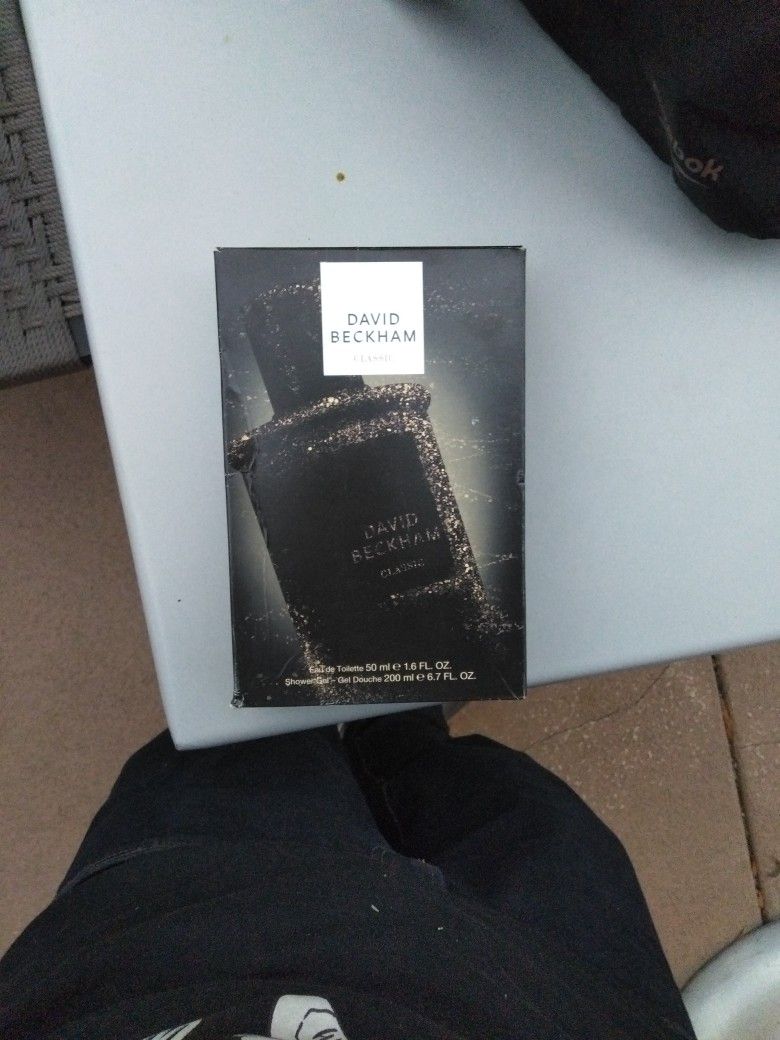 DAVID
BECKHAM
CLASSIC
DAVID
BECKHAM
CLASSIC
Eau de Toilette 50 ml ℮ 1.6 FL. OZ.
Shower Gel – Gel Douche 200 ml ℮ 6.7 FL. OZ.